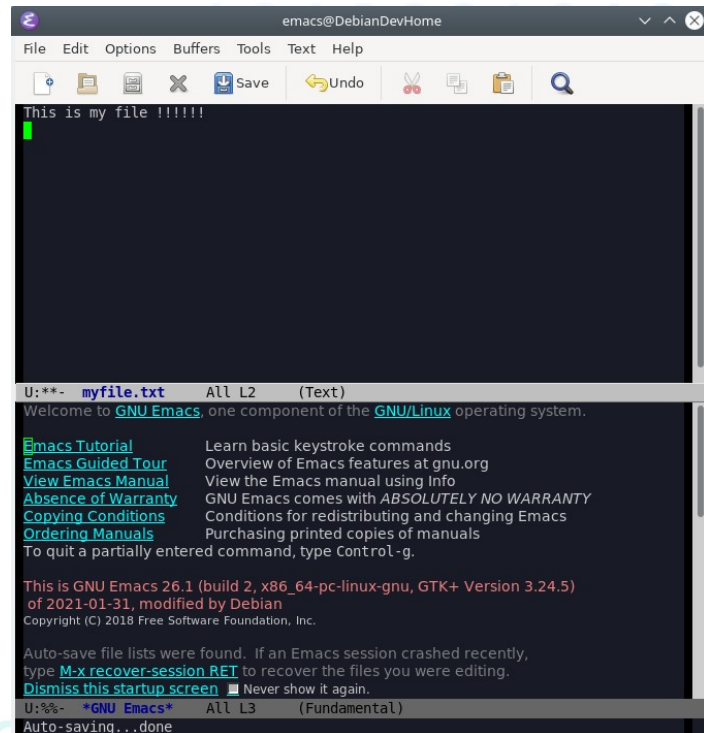 emacs@DebianDevHome
File Edit Options Buffers Tools Text Help
Save Undo
This is my file !!!!!!
U:**- myfile.txt All L2 (Text)
Welcome to GNU Emacs, one component of the GNU/Linux operating system.
Emacs Tutorial Learn basic keystroke commands
Emacs Guided Tour Overview of Emacs features at gnu.org
View Emacs Manual View the Emacs manual using Info
Absence of Warranty GNU Emacs comes with ABSOLUTELY NO WARRANTY
Copying Conditions Conditions for redistributing and changing Emacs
Ordering Manuals Purchasing printed copies of manuals
To quit a partially entered command, type Control-g.
This is GNU Emacs 26.1 (build 2, x86_64-pc-linux-gnu, GTK+ Version 3.24.5)
of 2021-01-31, modified by Debian
Copyright (C) 2018 Free Software Foundation, Inc.
Auto-save file lists were found. If an Emacs session crashed recently,
type M-x recover-session RET to recover the files you were editing.
Dismiss this startup screen Never show it again.
U:%%- *GNU Emacs* All L3 (Fundamental)
Auto-saving...done